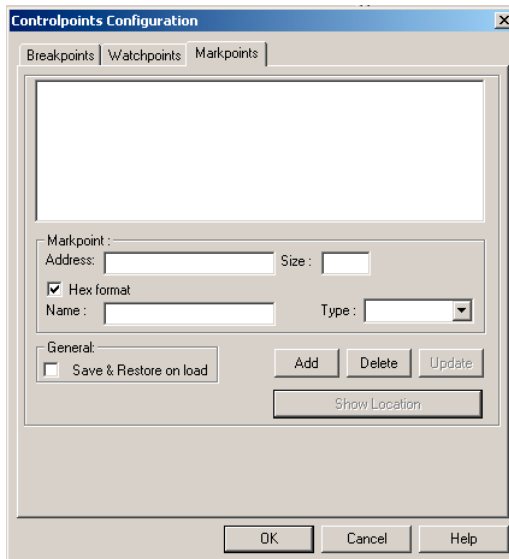 Controlpoints Configuration
Breakpoints Watchpoints Markpoints
Markpoint :
Address: Size :
Hex format
Name : Type :
General:
Save & Restore on load
Add Delete Update
Show Location
OK Cancel Help